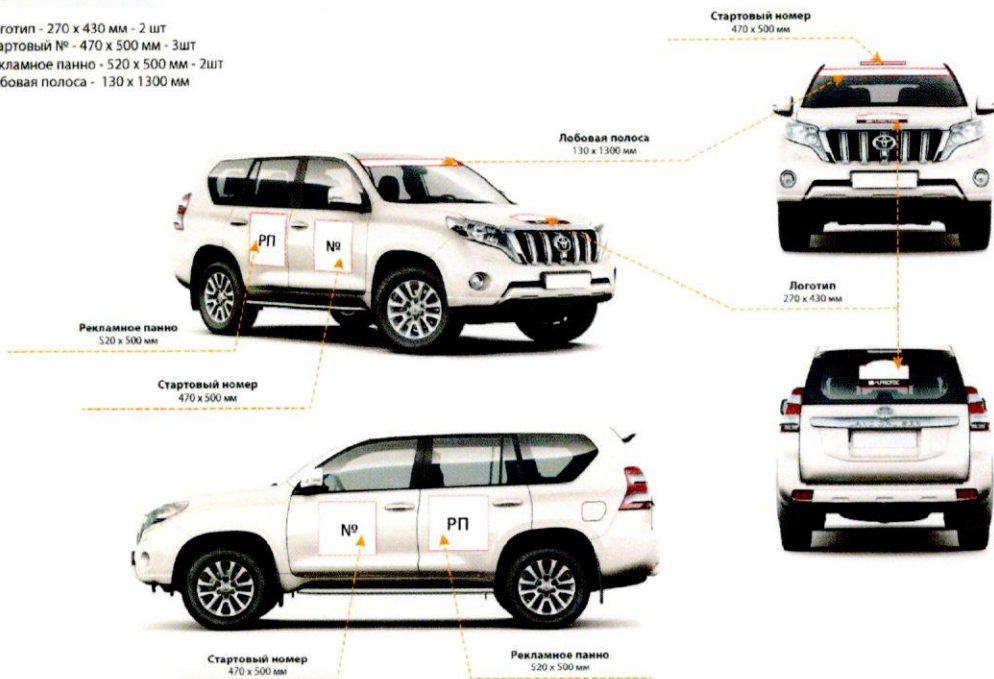 готип - 270 х 430 мм - 2 шт
артовый № - 470 х 500 мм - 3шт
кламное панно - 520 х 500 мм - 2шт
бовая полоса - 130 х 1300 мм
Стартовый номер
470 х 500 мм
Лобовая полоса
130 х 1300 мм
РП
№
Логотип
270 х 430 мм
Рекламное панно
520 х 500 мм
Стартовый номер
470 х 500 мм
№
РП
Стартовый номер
470 х 500 мм
Рекламное панно
520 х 500 мм